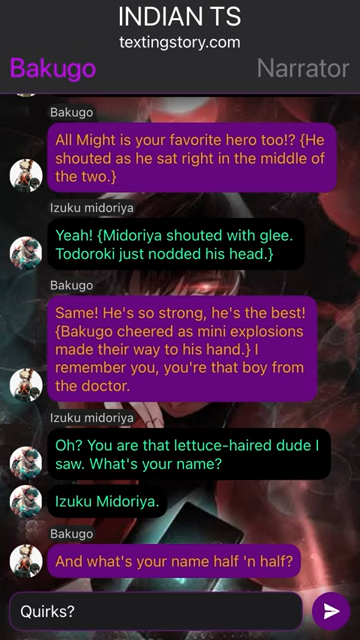 INDIAN TS
textingstory.com
Bakugo
Narrator
Bakugo
All Might is your favorite hero too!? {He
shouted as he sat right in the middle of
the two.}
Izuku midoriya
Yeah! {Midoriya shouted with glee.
Todoroki just nodded his head.}
Bakugo
Same! He's so strong, he's the best!
{Bakugo cheered as mini explosions
made their way to his hand.} I
remember you, you're that boy from
the doctor.
Izuku midoriya
Oh? You are that lettuce-haired dude I
saw. What's your name?
Izuku Midoriya.
Bakugo
And what's your name half 'n half?
Quirks?